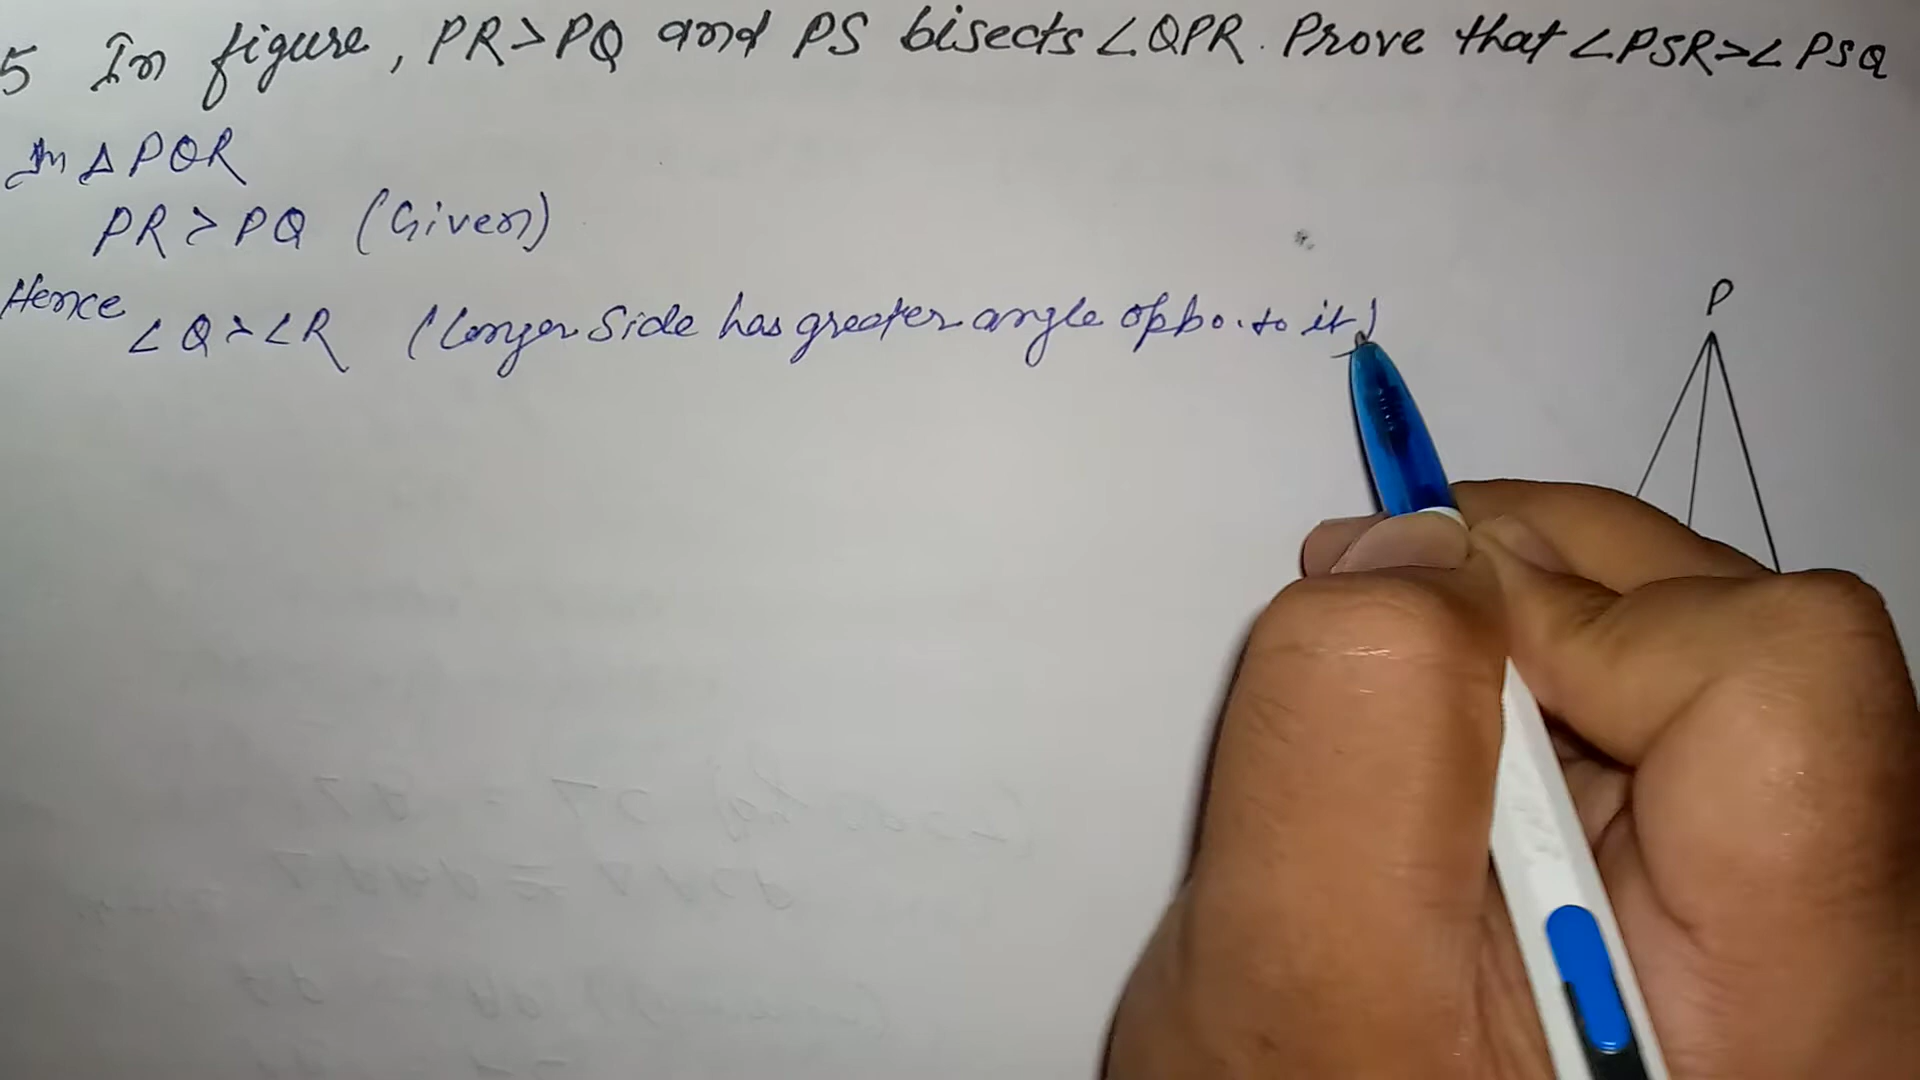 5 In figure, PR>PQ and PS bisects ∠QPR. Prove that ∠PSR>∠PSQ
In △PQR
PR>PQ (Given)
Hence ∠Q>∠R (Longer Side has greater angle oppo. to it)
P